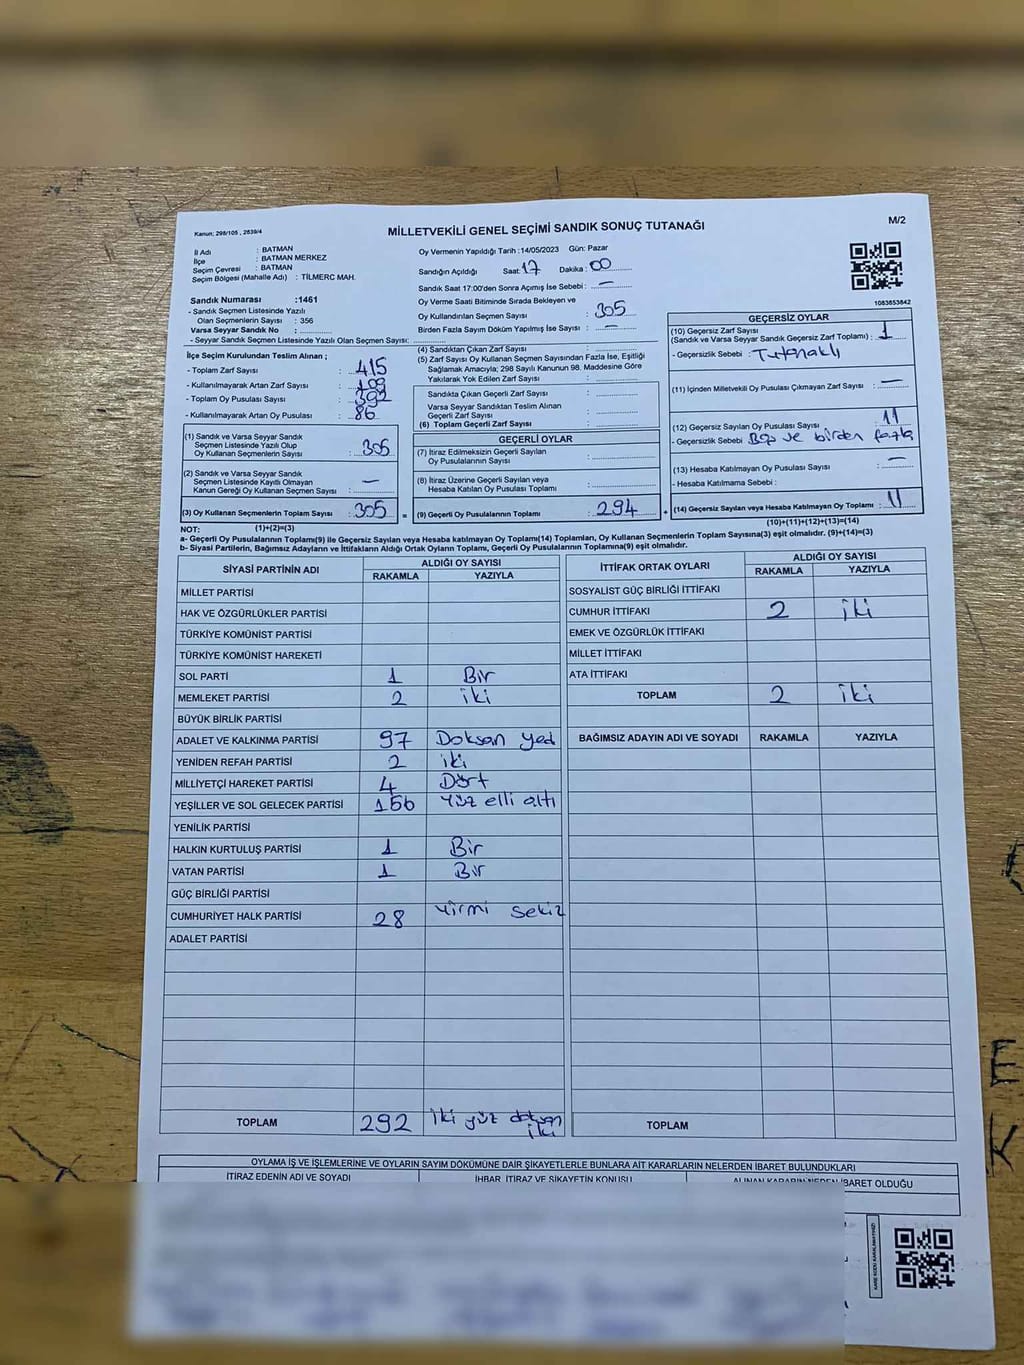 Kanun; 298/105 , 2839/4
MİLLETVEKİLİ GENEL SEÇİMİ SANDIK SONUÇ TUTANAĞI
M/2
İl Adı : BATMAN
İlçe : BATMAN MERKEZ
Seçim Çevresi : BATMAN
Seçim Bölgesi (Mahalle Adı) : TİLMERC MAH.
Sandık Numarası :1461
- Sandık Seçmen Listesinde Yazılı
Olan Seçmenlerin Sayısı : 356
Varsa Seyyar Sandık No :
- Seyyar Sandık Seçmen Listesinde Yazılı Olan Seçmen Sayısı:
Oy Vermenin Yapıldığı Tarih :14/05/2023 Gün: Pazar
Sandığın Açıldığı Saat: 17 Dakika : 00
Sandık Saat 17:00'den Sonra Açımış İse Sebebi : —
Oy Verme Saati Bitiminde Sırada Bekleyen ve
Oy Kullandırılan Seçmen Sayısı : 305
Birden Fazla Sayım Döküm Yapılmış İse Sayısı : —
1083853842
İlçe Seçim Kurulundan Teslim Alınan ;
- Toplam Zarf Sayısı : 415
- Kullanılmayarak Artan Zarf Sayısı : 109
- Toplam Oy Pusulası Sayısı : 392
- Kullanılmayarak Artan Oy Pusulası : 86
(1) Sandık ve Varsa Seyyar Sandık
Seçmen Listesinde Yazılı Olup
Oy Kullanan Seçmenlerin Sayısı : 305
(2) Sandık ve Varsa Seyyar Sandık
Seçmen Listesinde Kayıtlı Olmayan
Kanun Gereği Oy Kullanan Seçmen Sayısı : —
(3) Oy Kullanan Seçmenlerin Toplam Sayısı : 305
(4) Sandıktan Çıkan Zarf Sayısı :
(5) Zarf Sayısı Oy Kullanan Seçmen Sayısından Fazla İse, Eşitliği
Sağlamak Amacıyla; 298 Sayılı Kanunun 98. Maddesine Göre
Yakılarak Yok Edilen Zarf Sayısı :
Sandıkta Çıkan Geçerli Zarf Sayısı :
Varsa Seyyar Sandıktan Teslim Alınan
Geçerli Zarf Sayısı :
(6) Toplam Geçerli Zarf Sayısı :
GEÇERLİ OYLAR
(7) İtiraz Edilmeksizin Geçerli Sayılan
Oy Pusulalarının Sayısı :
(8) İtiraz Üzerine Geçerli Sayılan veya
Hesaba Katılan Oy Pusulası Toplamı :
= (9) Geçerli Oy Pusulalarının Toplamı : 294
GEÇERSİZ OYLAR
(10) Geçersiz Zarf Sayısı
(Sandık ve Varsa Seyyar Sandık Geçersiz Zarf Toplamı) : 1
- Geçersizlik Sebebi : Tutanaklı
(11) İçinden Milletvekili Oy Pusulası Çıkmayan Zarf Sayısı : —
(12) Geçersiz Sayılan Oy Pusulası Sayısı : 11
- Geçersizlik Sebebi : Boş ve birden fazla
(13) Hesaba Katılmayan Oy Pusulası Sayısı : —
- Hesaba Katılmama Sebebi :
(14) Geçersiz Sayılan veya Hesaba Katılmayan Oy Toplamı : 11
NOT: (1)+(2)=(3) (10)+(11)+(12)+(13)=(14)
a- Geçerli Oy Pusulalarının Toplamı(9) ile Geçersiz Sayılan veya Hesaba Katılmayan Oy Toplamı(14) Toplamları, Oy Kullanan Seçmenlerin Toplam Sayısına(3) eşit olmalıdır. (9)+(14)=(3)
b- Siyasi Partilerin, Bağımsız Adayların ve İttifakların Aldığı Ortak Oyların Toplamı, Geçerli Oy Pusulalarının Toplamına(9) eşit olmalıdır.
SİYASİ PARTİNİN ADI ALDIĞI OY SAYISI
RAKAMLA YAZIYLA
MİLLET PARTİSİ
HAK VE ÖZGÜRLÜKLER PARTİSİ
TÜRKİYE KOMÜNİST PARTİSİ
TÜRKİYE KOMÜNİST HAREKETİ
SOL PARTİ 1 Bir
MEMLEKET PARTİSİ 2 iki
BÜYÜK BİRLİK PARTİSİ
ADALET VE KALKINMA PARTİSİ 97 Doksan yedi
YENİDEN REFAH PARTİSİ 2 iki
MİLLİYETÇİ HAREKET PARTİSİ 4 Dört
YEŞİLLER VE SOL GELECEK PARTİSİ 156 Yüz elli altı
YENİLİK PARTİSİ
HALKIN KURTULUŞ PARTİSİ 1 Bir
VATAN PARTİSİ 1 Bir
GÜÇ BİRLİĞİ PARTİSİ
CUMHURİYET HALK PARTİSİ 28 Yirmi sekiz
ADALET PARTİSİ
TOPLAM 292 İki yüz doksan
iki
İTTİFAK ORTAK OYLARI ALDIĞI OY SAYISI
RAKAMLA YAZIYLA
SOSYALİST GÜÇ BİRLİĞİ İTTİFAKI
CUMHUR İTTİFAKI 2 iki
EMEK VE ÖZGÜRLÜK İTTİFAKI
MİLLET İTTİFAKI
ATA İTTİFAKI
TOPLAM 2 iki
BAĞIMSIZ ADAYIN ADI VE SOYADI RAKAMLA YAZIYLA
TOPLAM
OYLAMA İŞ VE İŞLEMLERİNE VE OYLARIN SAYIM DÖKÜMÜNE DAİR ŞİKAYETLERLE BUNLARA AİT KARARLARIN NELERDEN İBARET BULUNDUKLARI
İTİRAZ EDENİN ADI VE SOYADI İHBAR, İTİRAZ VE ŞİKAYETİN KONUSU ALINAN KARARIN NEDEN İBARET OLDUĞU
E
K